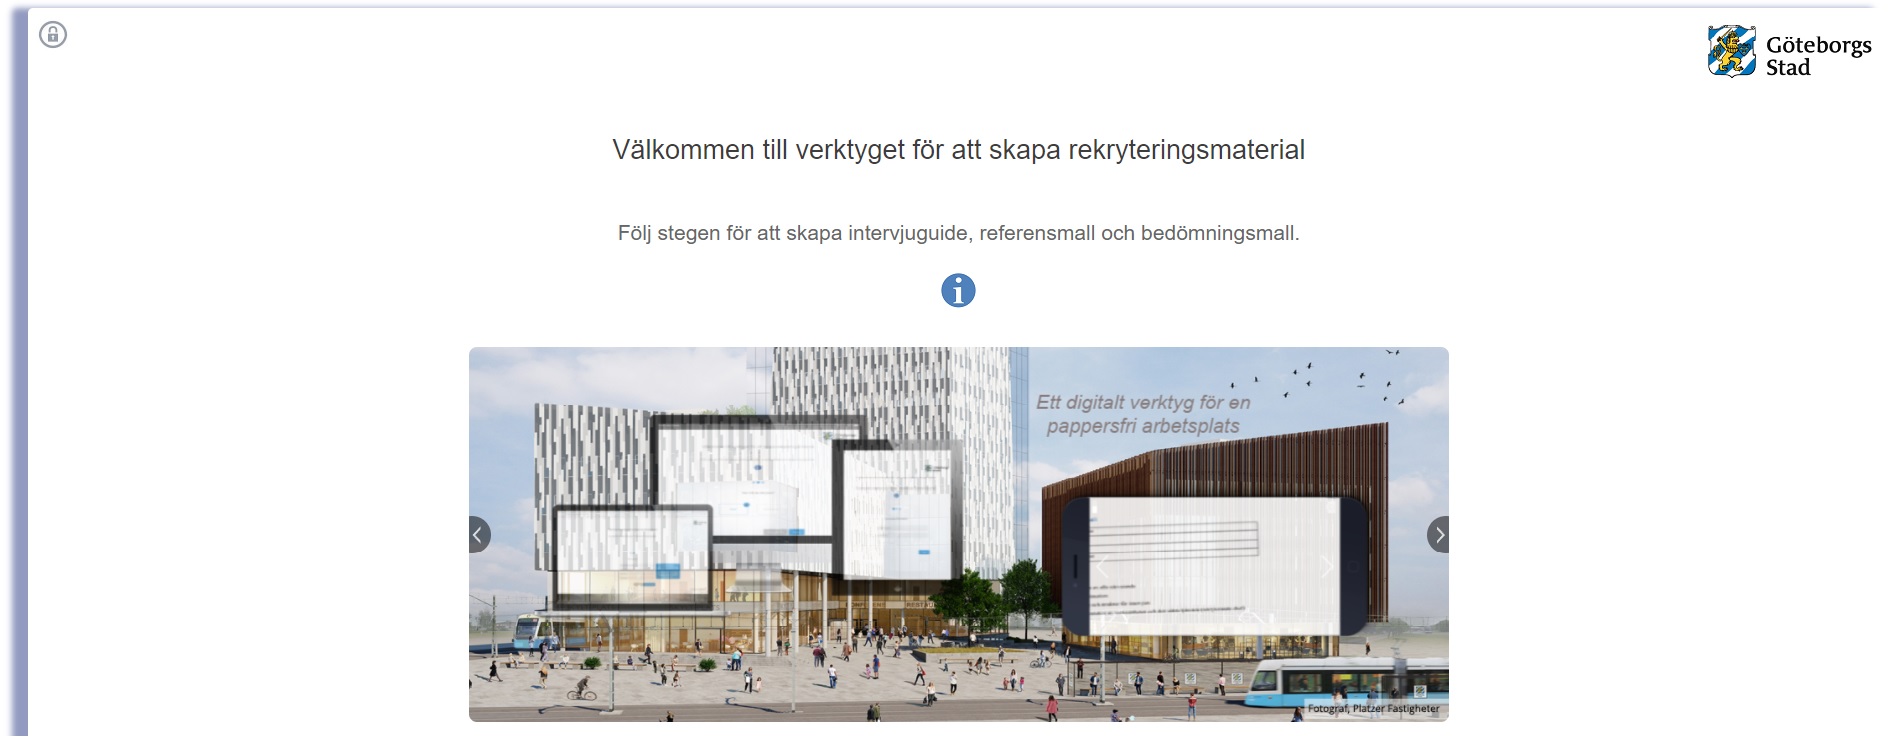 Göteborgs
Stad
Välkommen till verktyget för att skapa rekryteringsmaterial
Följ stegen för att skapa intervjuguide, referensmall och bedömningsmall.
Ett digitalt verktyg för en
pappersfri arbetsplats
Fotograf, Platzer Fastigheter